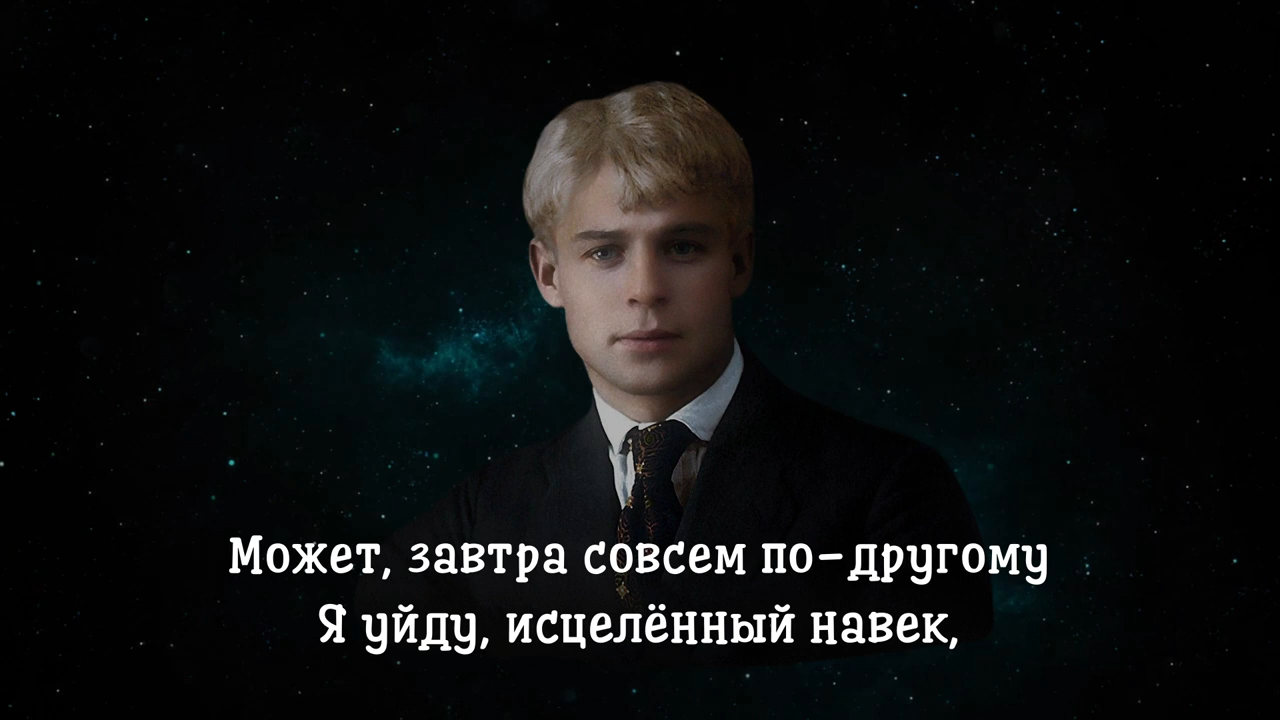 Может, завтра совсем по-другому
Я уйду, исцелённый навек,